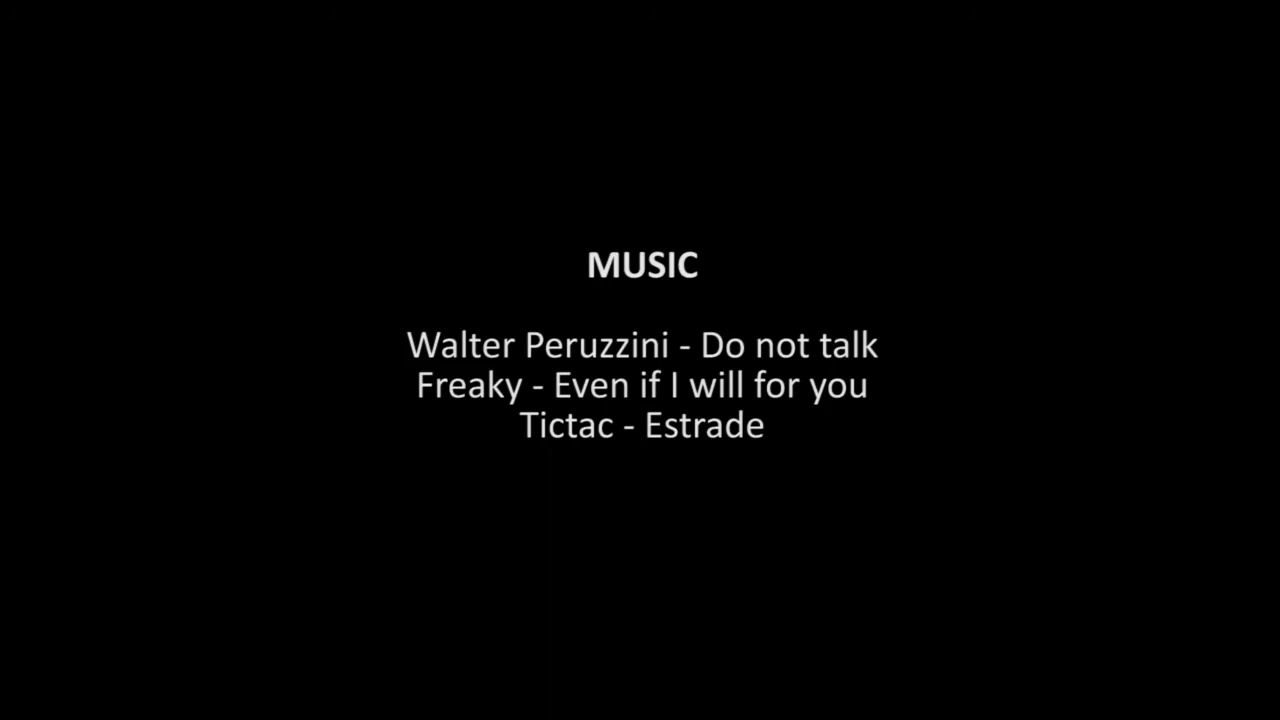 MUSIC
Walter Peruzzini - Do not talk
Freaky - Even if I will for you
Tictac - Estrade